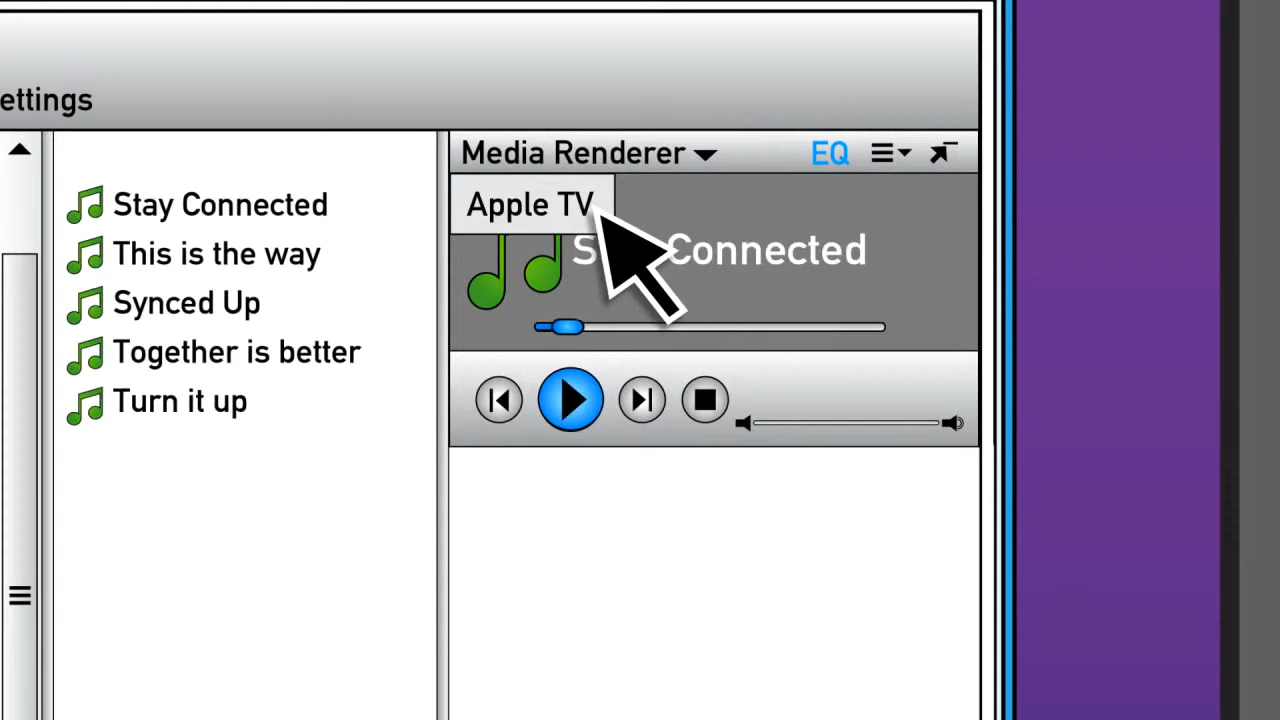 ettings
Stay Connected
This is the way
Synced Up
Together is better
Turn it up
Media Renderer
EQ
Apple TV
S Connected